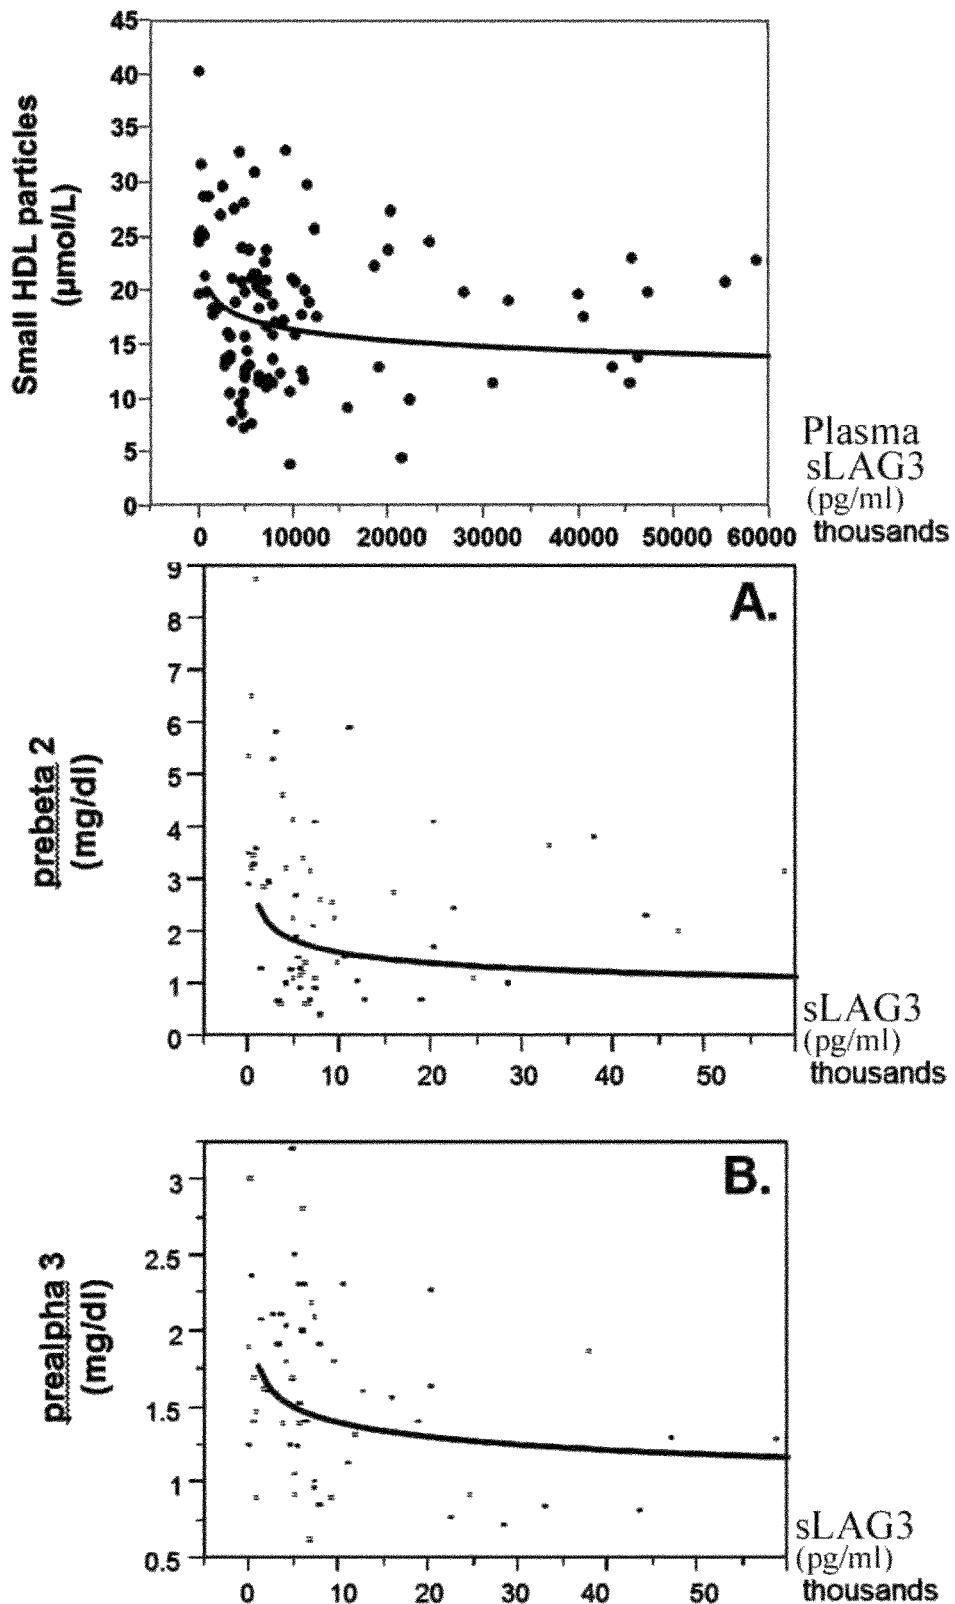 45
40
35
30
25
20
15
10
5
0
Small HDL particles
(µmol/L)
0 10000 20000 30000 40000 50000 60000
Plasma
sLAG3
(pg/ml)
thousands
A.
9
8
7
6
5
4
3
2
1
0
prebeta 2
(mg/dl)
0 10 20 30 40 50
sLAG3
(pg/ml)
thousands
B.
3
2.5
2
1.5
1
0.5
prealpha 3
(mg/dl)
0 10 20 30 40 50
sLAG3
(pg/ml)
thousands